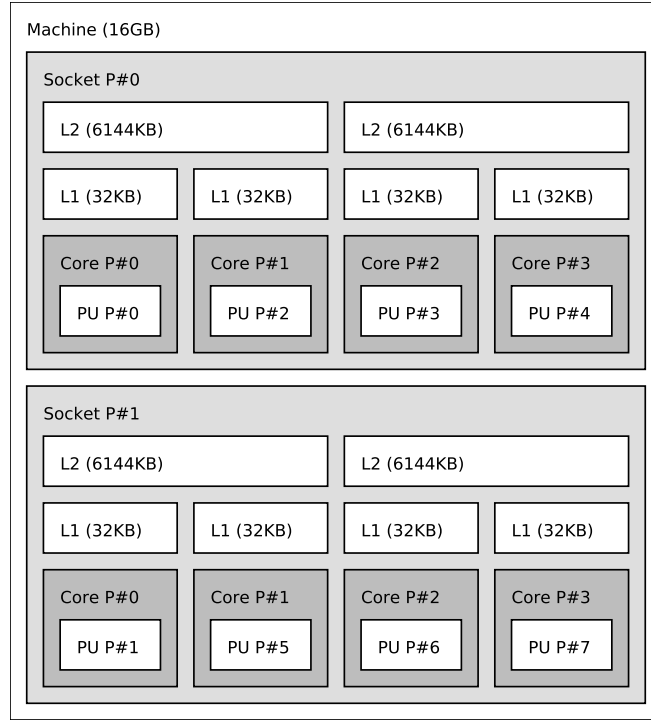 Machine (16GB)
Socket P#0
L2 (6144KB) L2 (6144KB)
L1 (32KB) L1 (32KB) L1 (32KB) L1 (32KB)
Core P#0 Core P#1 Core P#2 Core P#3
PU P#0 PU P#2 PU P#3 PU P#4
Socket P#1
L2 (6144KB) L2 (6144KB)
L1 (32KB) L1 (32KB) L1 (32KB) L1 (32KB)
Core P#0 Core P#1 Core P#2 Core P#3
PU P#1 PU P#5 PU P#6 PU P#7